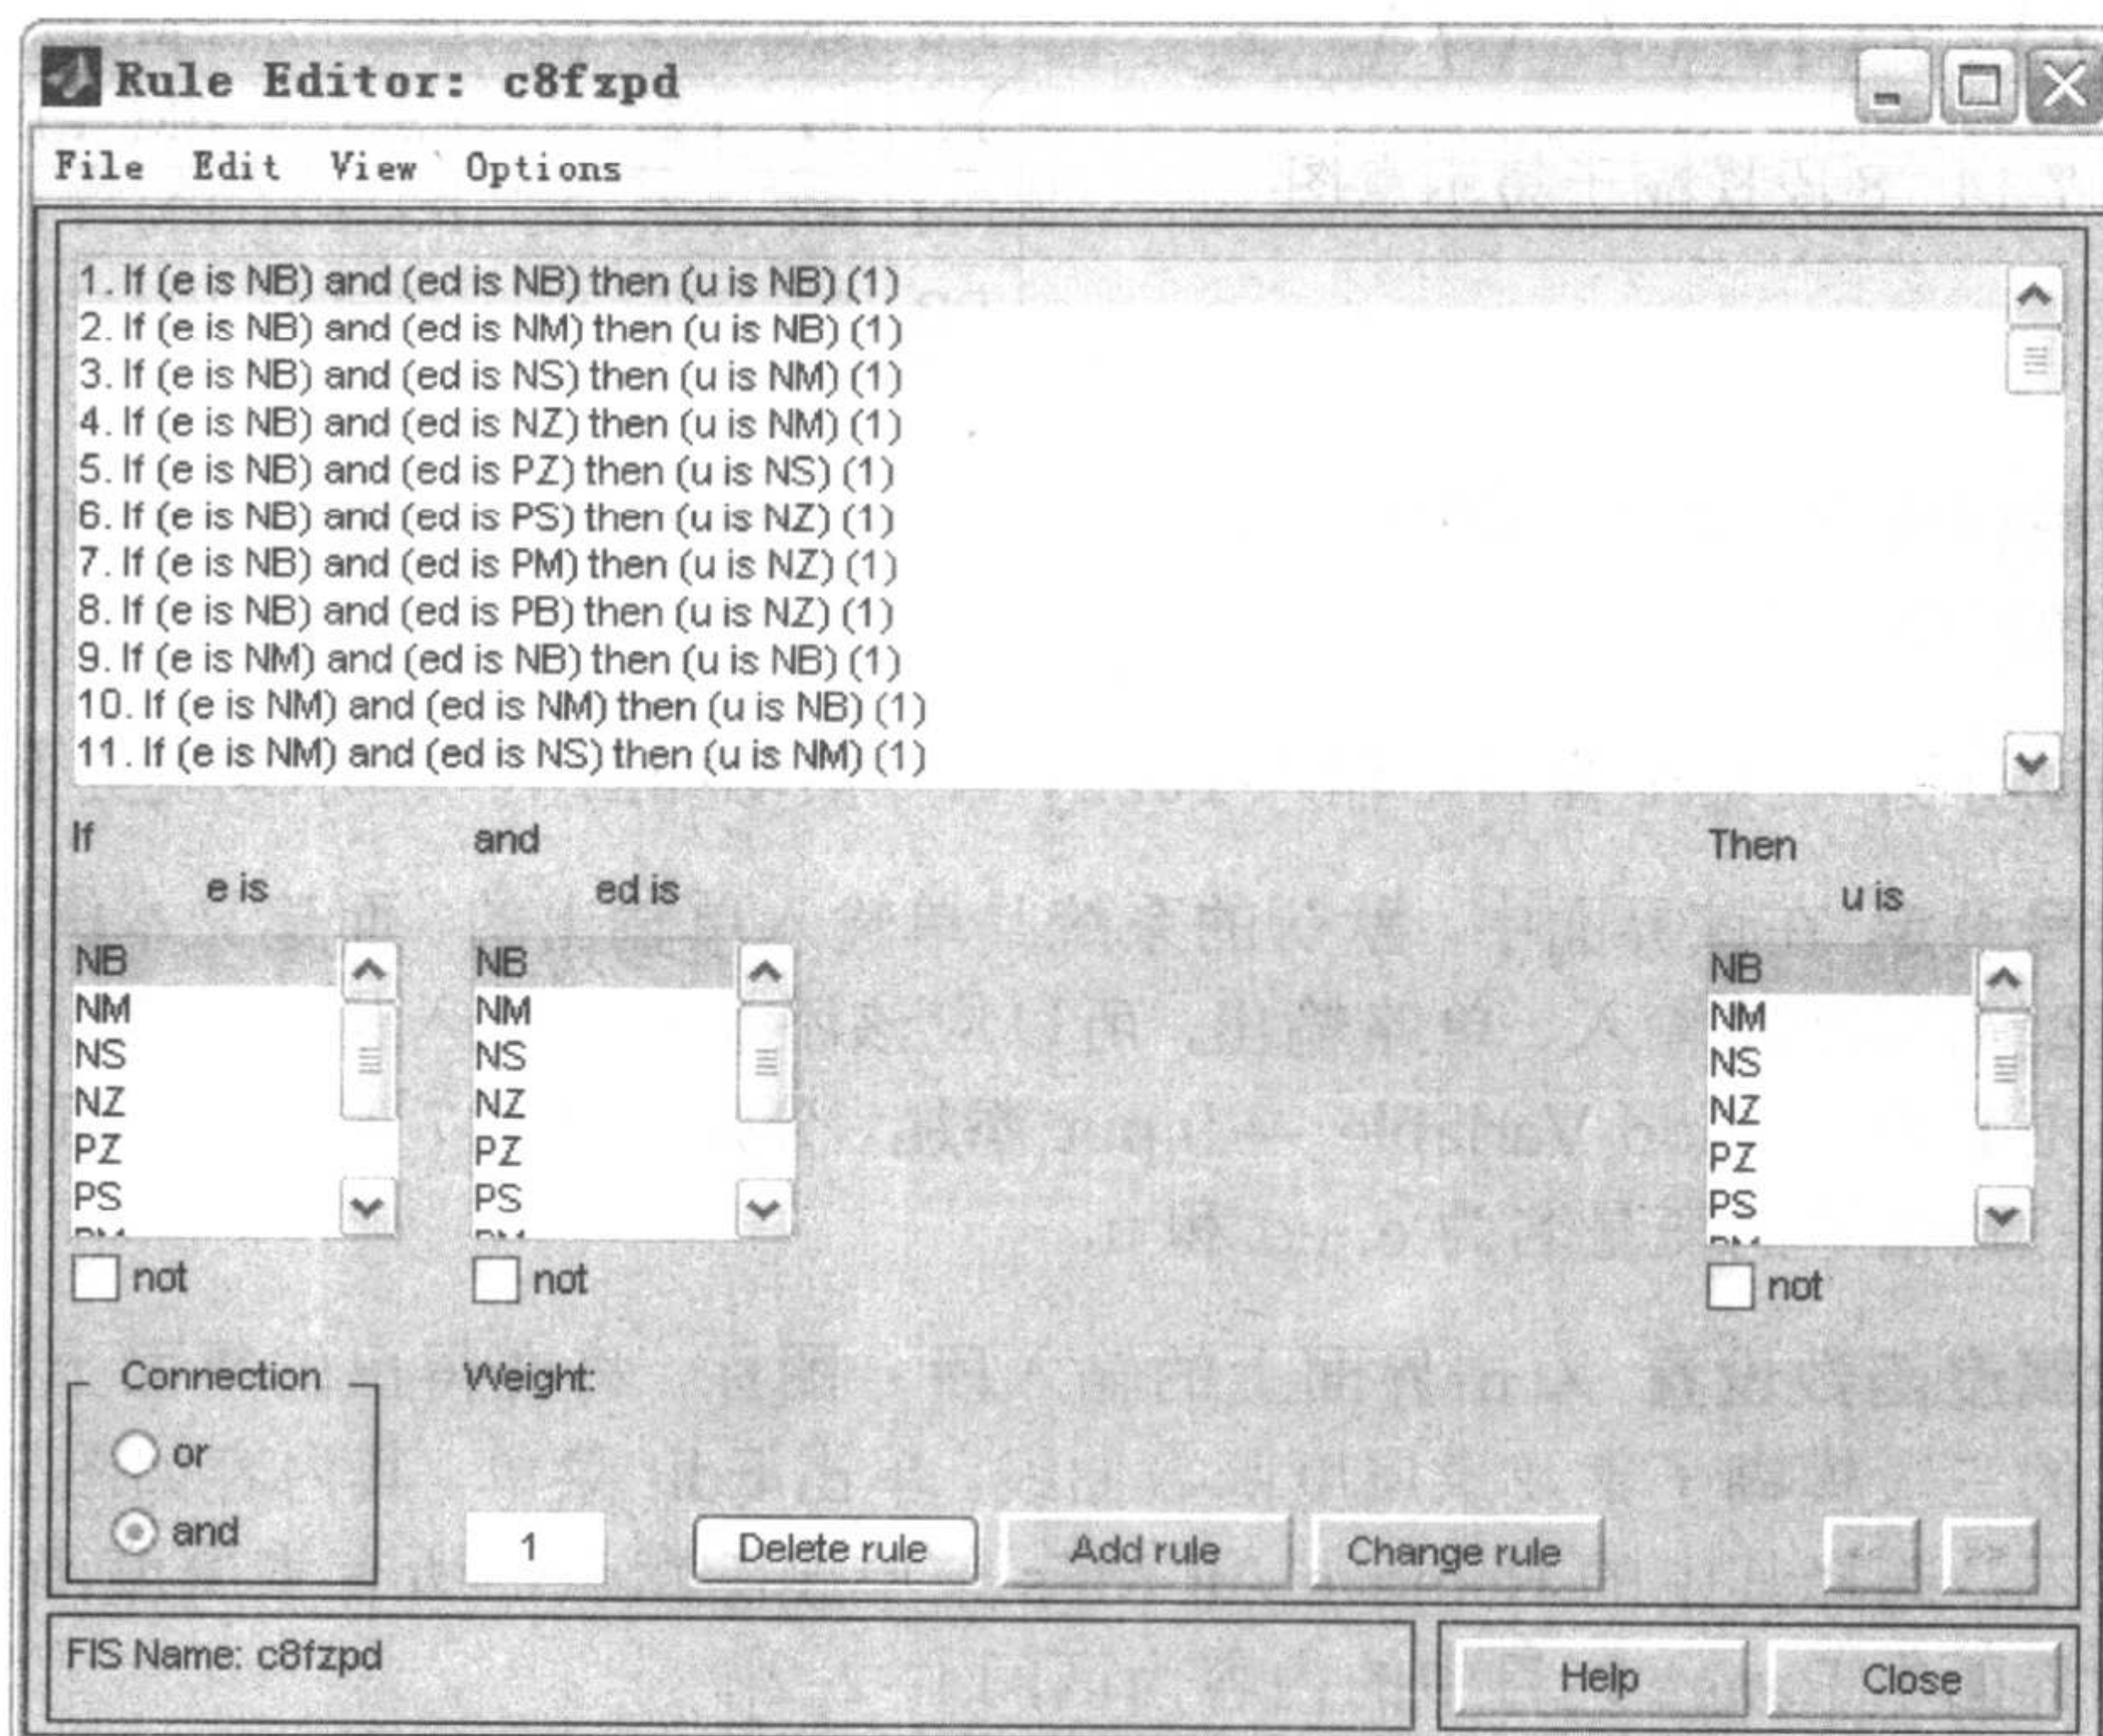 Rule Editor: c8fzpd
File Edit View Options
1. If (e is NB) and (ed is NB) then (u is NB) (1)
2. If (e is NB) and (ed is NM) then (u is NB) (1)
3. If (e is NB) and (ed is NS) then (u is NM) (1)
4. If (e is NB) and (ed is NZ) then (u is NM) (1)
5. If (e is NB) and (ed is PZ) then (u is NS) (1)
6. If (e is NB) and (ed is PS) then (u is NZ) (1)
7. If (e is NB) and (ed is PM) then (u is NZ) (1)
8. If (e is NB) and (ed is PB) then (u is NZ) (1)
9. If (e is NM) and (ed is NB) then (u is NB) (1)
10. If (e is NM) and (ed is NM) then (u is NB) (1)
11. If (e is NM) and (ed is NS) then (u is NM) (1)
If and Then
e is ed is u is
NB NB NB
NM NM NM
NS NS NS
NZ NZ NZ
PZ PZ PZ
PS PS PS
not not not
Connection Weight:
or
and 1 Delete rule Add rule Change rule << >>
FIS Name: c8fzpd Help Close